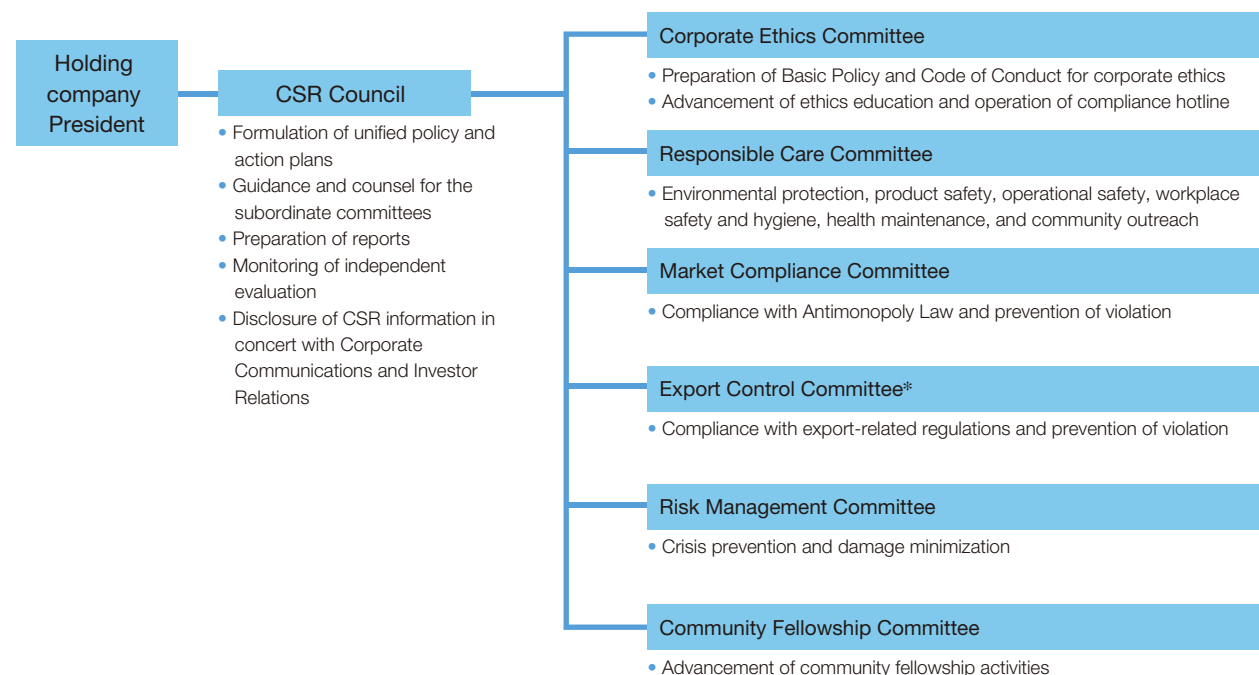 Holding
company
President
CSR Council
• Formulation of unified policy and
action plans
• Guidance and counsel for the
subordinate committees
• Preparation of reports
• Monitoring of independent
evaluation
• Disclosure of CSR information in
concert with Corporate
Communications and Investor
Relations
Corporate Ethics Committee
• Preparation of Basic Policy and Code of Conduct for corporate ethics
• Advancement of ethics education and operation of compliance hotline
Responsible Care Committee
• Environmental protection, product safety, operational safety, workplace
safety and hygiene, health maintenance, and community outreach
Market Compliance Committee
• Compliance with Antimonopoly Law and prevention of violation
Export Control Committee*
• Compliance with export-related regulations and prevention of violation
Risk Management Committee
• Crisis prevention and damage minimization
Community Fellowship Committee
• Advancement of community fellowship activities